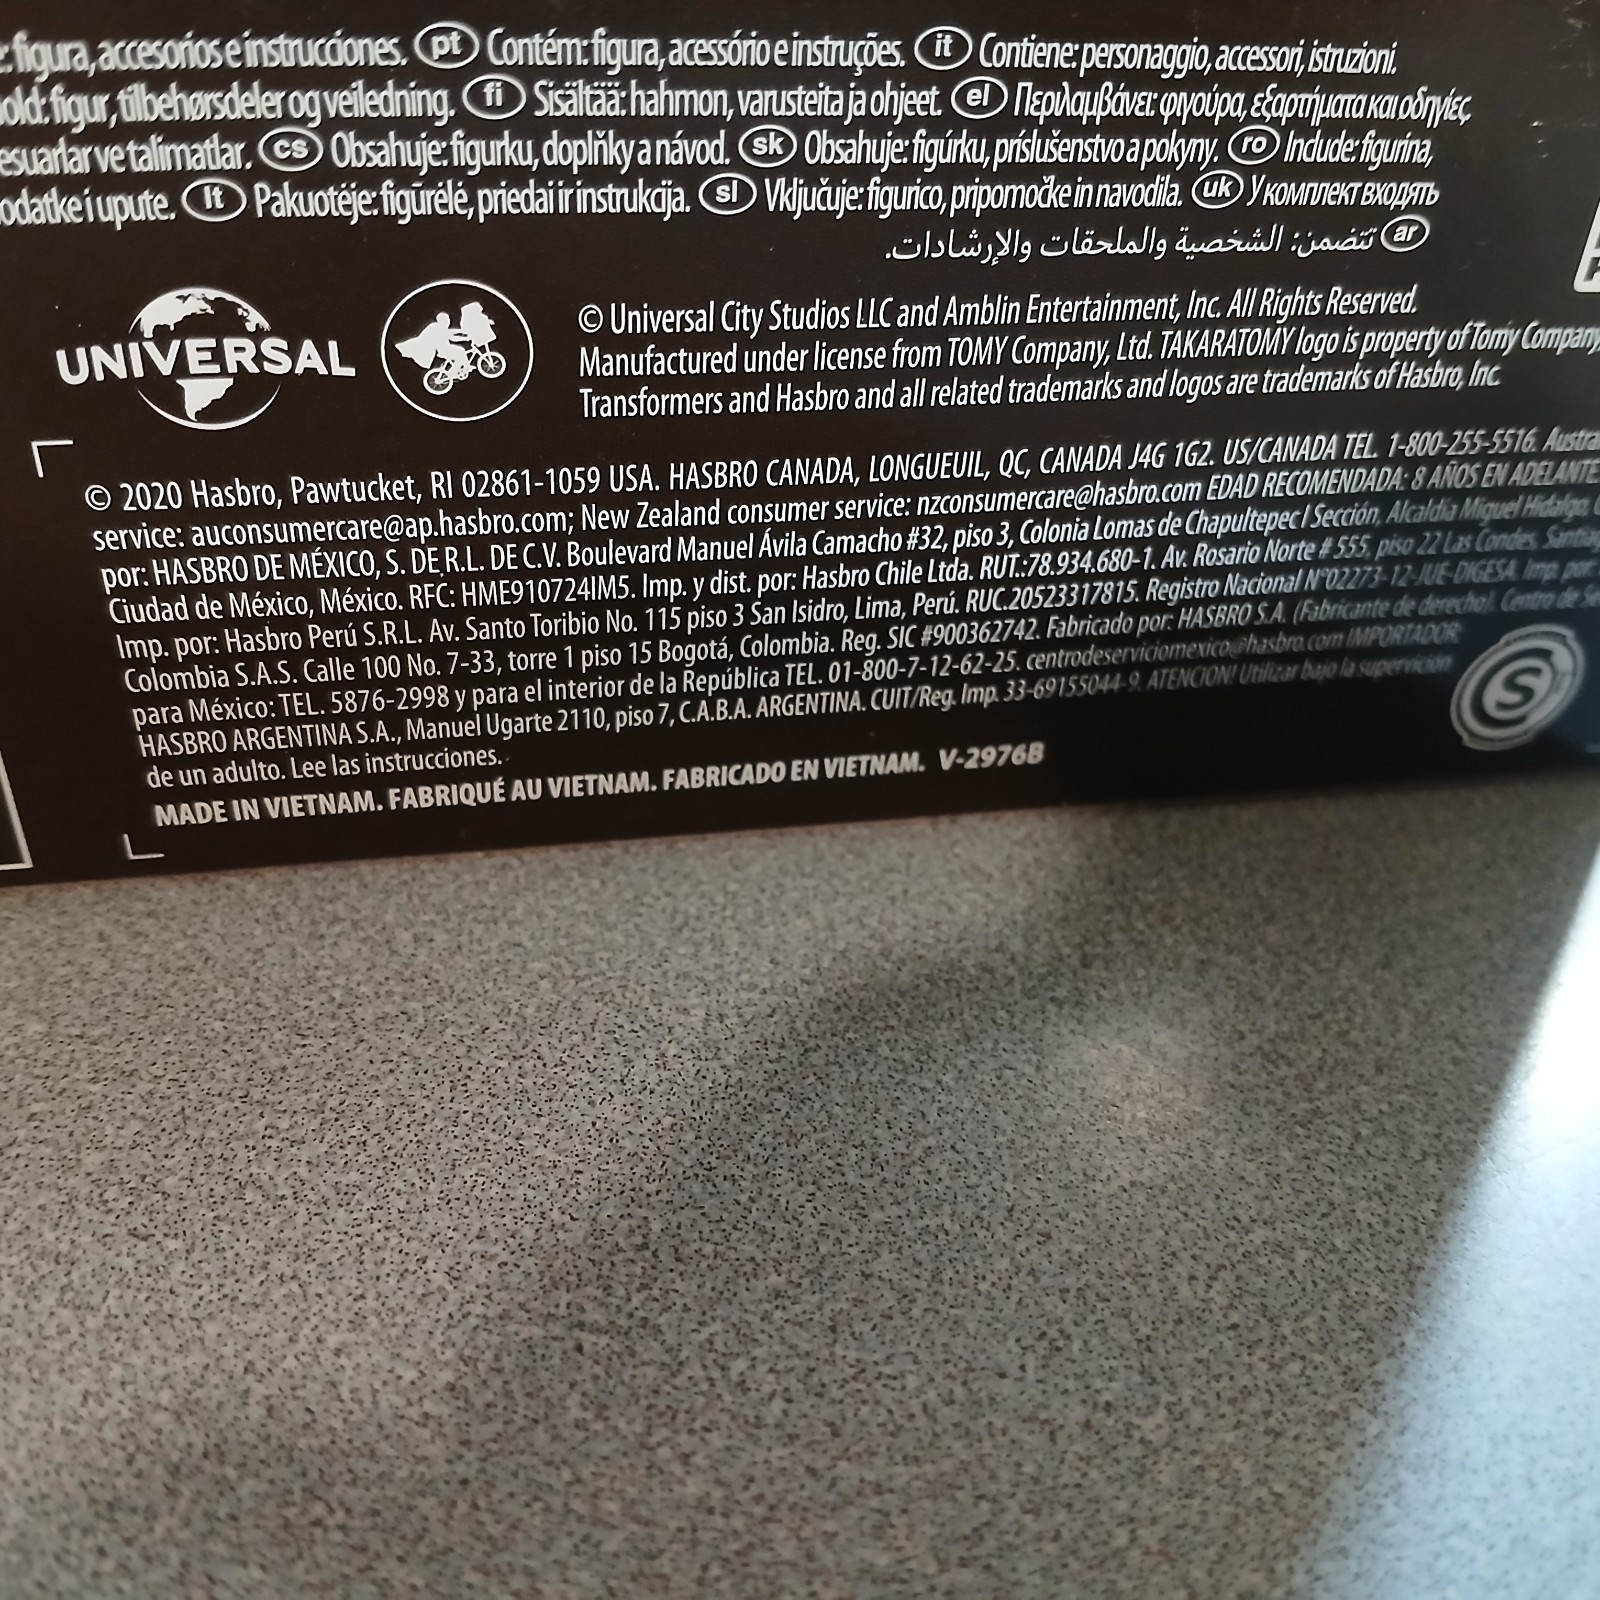 : figura, accesorios e instrucciones. pt Contém: figura, acessório e instruções. it Contiene: personaggio, accessori, istruzioni.
old: figur, tilbehørsdeler og veiledning. fi Sisältää: hahmon, varusteita ja ohjeet. el Περιλαμβάνει: φιγούρα, εξαρτήματα και οδηγίες.
esuarlar ve talimatlar. cs Obsahuje: figurku, doplňky a návod. sk Obsahuje: figúrku, príslušenstvo a pokyny. ro Include: figurina,
odatke i upute. lt Pakuotėje: figūrėlė, priedai ir instrukcija. sl Vključuje: figurico, pripomočke in navodila. uk У комплект входять
ar تتضمن: الشخصية والملحقات والإرشادات.
UNIVERSAL
© Universal City Studios LLC and Amblin Entertainment, Inc. All Rights Reserved.
Manufactured under license from TOMY Company, Ltd. TAKARATOMY logo is property of Tomy Company,
Transformers and Hasbro and all related trademarks and logos are trademarks of Hasbro, Inc.
© 2020 Hasbro, Pawtucket, RI 02861-1059 USA. HASBRO CANADA, LONGUEUIL, QC, CANADA J4G 1G2. US/CANADA TEL. 1-800-255-5516. Austra
service: auconsumercare@ap.hasbro.com; New Zealand consumer service: nzconsumercare@hasbro.com EDAD RECOMENDADA: 8 AÑOS EN ADELANTE
por: HASBRO DE MÉXICO, S. DE R.L. DE C.V. Boulevard Manuel Ávila Camacho #32, piso 3, Colonia Lomas de Chapultepec I Sección, Alcaldía Miguel Hidalgo.
Ciudad de México, México. RFC: HME910724IM5. Imp. y dist. por: Hasbro Chile Ltda. RUT.:78.934.680-1. Av. Rosario Norte # 555, piso 22 Las Condes, Santia
Imp. por: Hasbro Perú S.R.L. Av. Santo Toribio No. 115 piso 3 San Isidro, Lima, Perú. RUC.20523317815. Registro Nacional N°02273-12-JUE-DIGESA. Imp. por:
Colombia S.A.S. Calle 100 No. 7-33, torre 1 piso 15 Bogotá, Colombia. Reg. SIC #900362742. Fabricado por: HASBRO S.A. (Fabricante de derecho). Centro de Se
para México: TEL. 5876-2998 y para el interior de la República TEL. 01-800-7-12-62-25. centrodeserviciomexico@hasbro.com IMPORTADOR:
HASBRO ARGENTINA S.A., Manuel Ugarte 2110, piso 7, C.A.B.A. ARGENTINA. CUIT/Reg. Imp. 33-69155044-9. ATENCION! Utilizar bajo la supervición
de un adulto. Lee las instrucciones.
MADE IN VIETNAM. FABRIQUÉ AU VIETNAM. FABRICADO EN VIETNAM. V-2976B
S